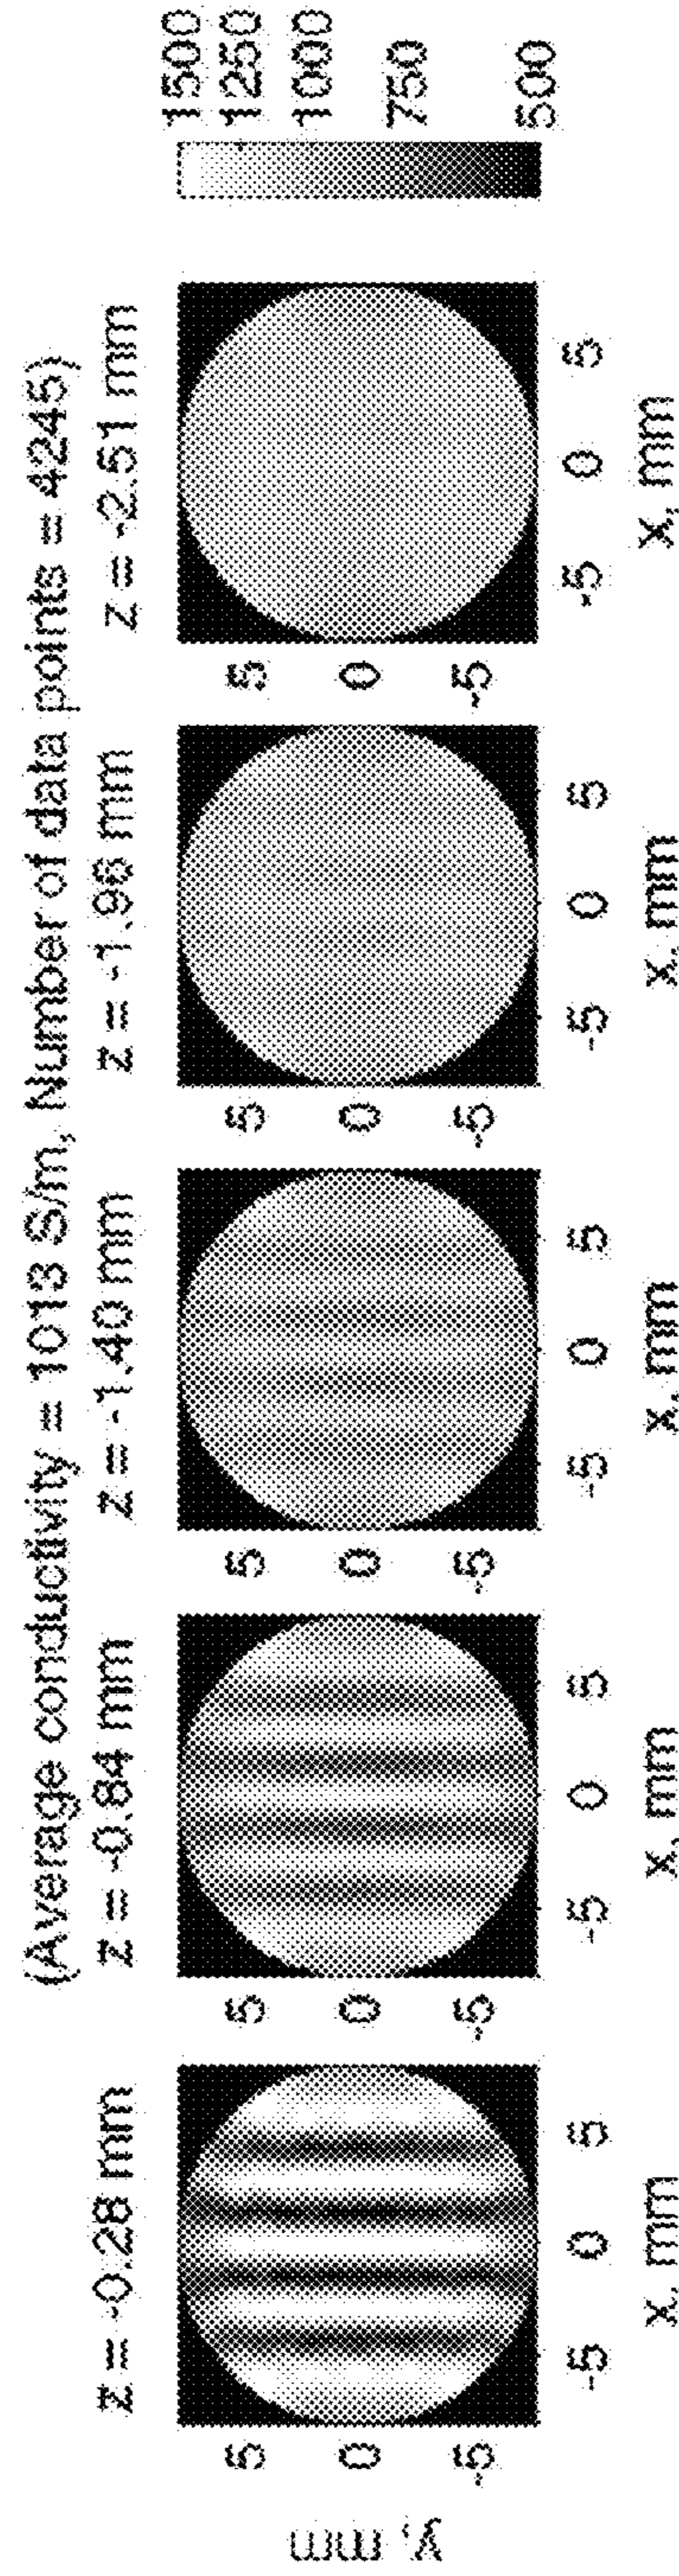 (Average conductivity = 1013 S/m, Number of data points = 4245)
z = -0.28 mm
z = -0.84 mm
z = -1.40 mm
z = -1.96 mm
z = -2.51 mm
1500
1250
1000
750
500
y, mm
5
0
-5
5
0
-5
5
0
-5
5
0
-5
5
0
-5
-5 0 5
-5 0 5
-5 0 5
-5 0 5
-5 0 5
x, mm
x, mm
x, mm
x, mm
x, mm